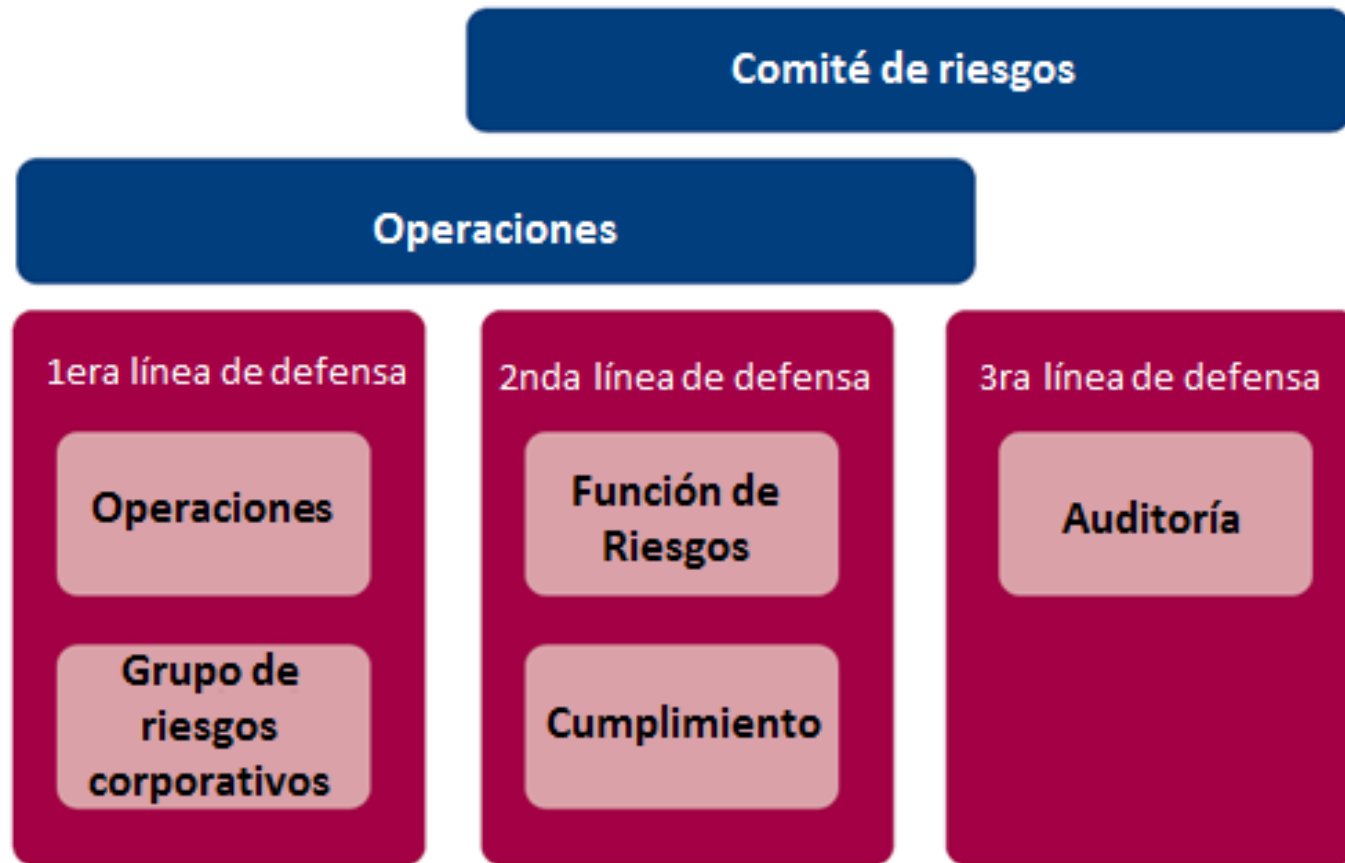 Comité de riesgos
Operaciones
1era línea de defensa
Operaciones
Grupo de
riesgos
corporativos
2nda línea de defensa
Función de
Riesgos
Cumplimiento
3ra línea de defensa
Auditoría